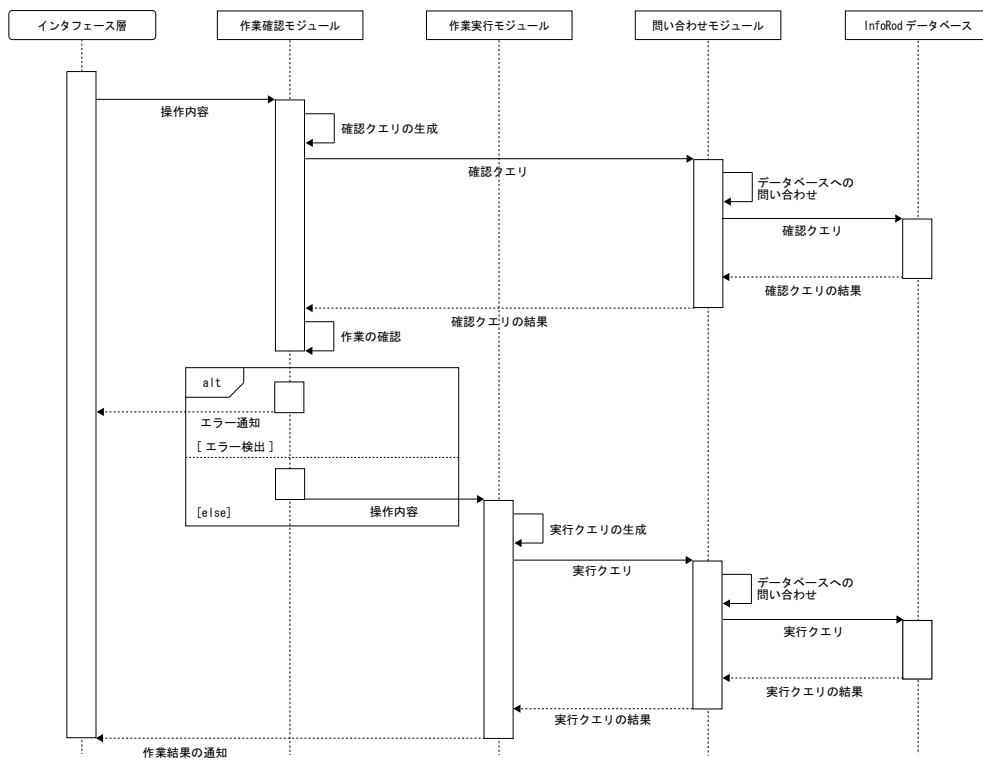 インタフェース層
作業確認モジュール
作業実行モジュール
問い合わせモジュール
InfoRod データベース
操作内容
確認クエリの生成
確認クエリ
データベースへの
問い合わせ
確認クエリ
確認クエリの結果
確認クエリの結果
作業の確認
alt
エラー通知
[ エラー検出 ]
[else]
操作内容
実行クエリの生成
実行クエリ
データベースへの
問い合わせ
実行クエリ
実行クエリの結果
実行クエリの結果
作業結果の通知